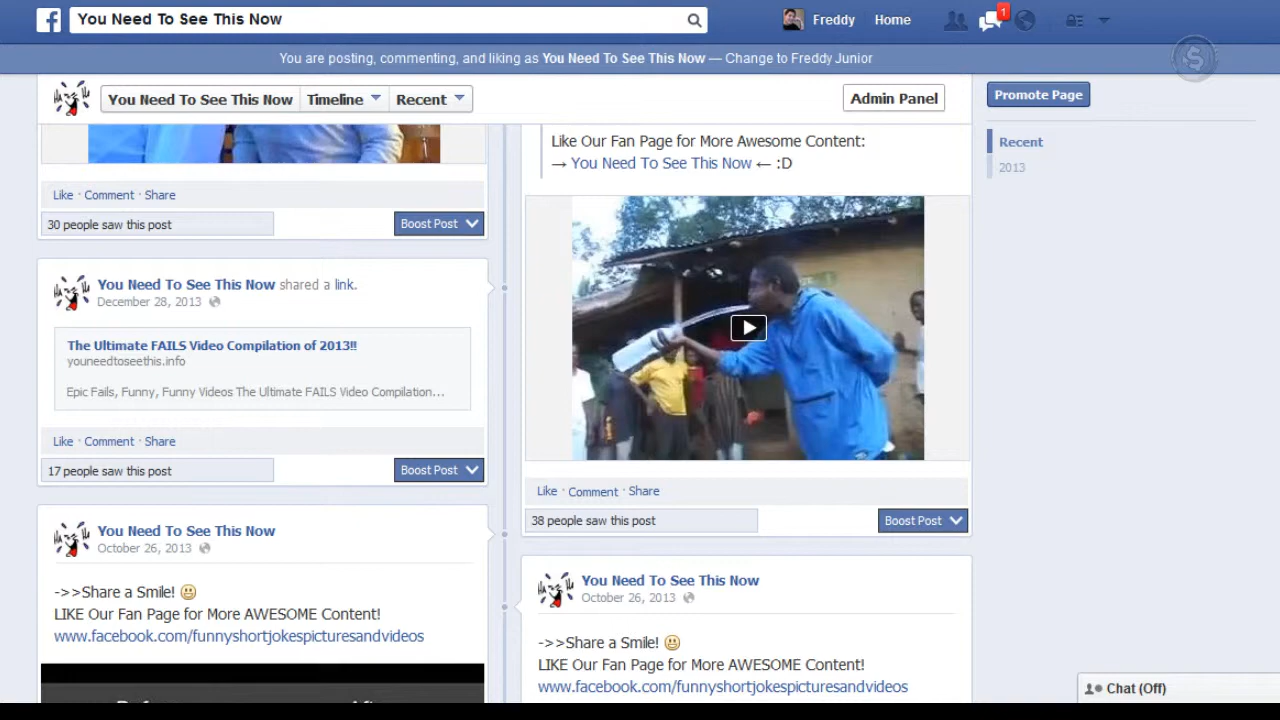 You Need To See This Now
Freddy
Home
1
You are posting, commenting, and liking as You Need To See This Now — Change to Freddy Junior
You Need To See This Now
Timeline
Recent
Admin Panel
Promote Page
Recent
2013
Like · Comment · Share
30 people saw this post
Boost Post
You Need To See This Now shared a link.
December 28, 2013
The Ultimate FAILS Video Compilation of 2013!!
youneedtoseethis.info
Epic Fails, Funny, Funny Videos The Ultimate FAILS Video Compilation...
Like · Comment · Share
17 people saw this post
Boost Post
You Need To See This Now
October 26, 2013
->>Share a Smile! 😃
LIKE Our Fan Page for More AWESOME Content!
www.facebook.com/funnyshortjokespicturesandvideos
Like Our Fan Page for More Awesome Content:
→ You Need To See This Now ← :D
Like · Comment · Share
38 people saw this post
Boost Post
You Need To See This Now
October 26, 2013
->>Share a Smile! 😃
LIKE Our Fan Page for More AWESOME Content!
www.facebook.com/funnyshortjokespicturesandvideos
Chat (Off)